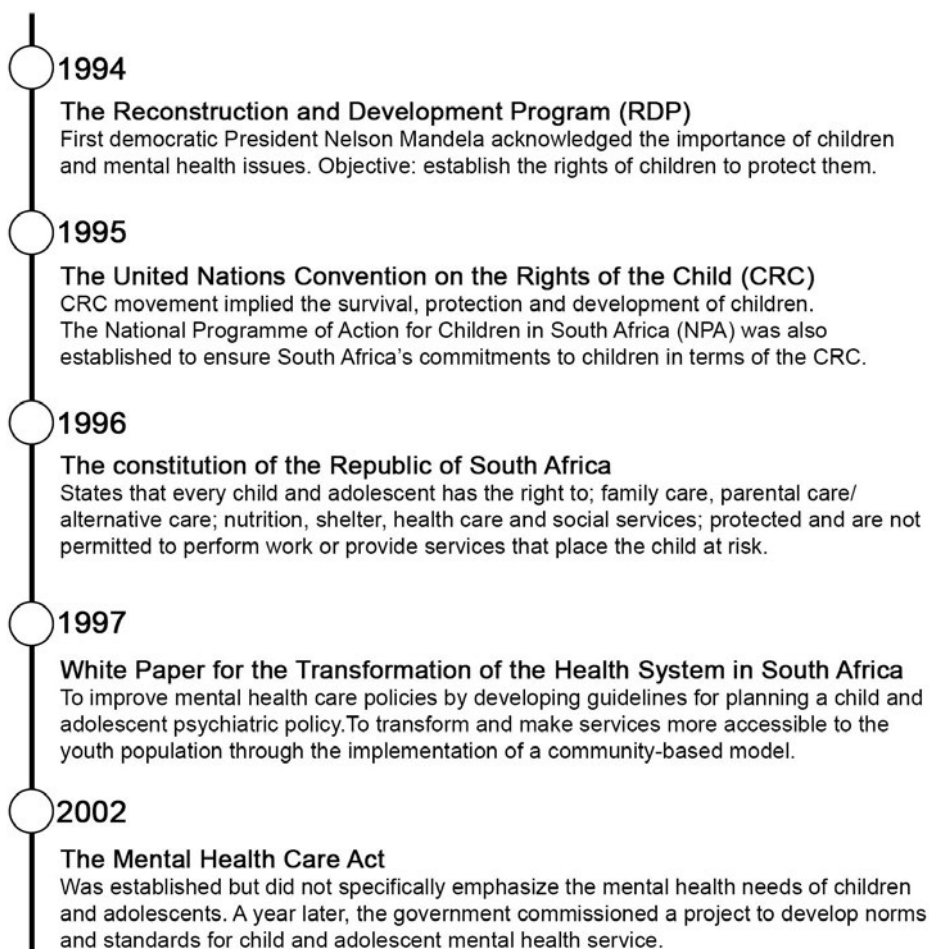 1994
The Reconstruction and Development Program (RDP)
First democratic President Nelson Mandela acknowledged the importance of children
and mental health issues. Objective: establish the rights of children to protect them.
1995
The United Nations Convention on the Rights of the Child (CRC)
CRC movement implied the survival, protection and development of children.
The National Programme of Action for Children in South Africa (NPA) was also
established to ensure South Africa's commitments to children in terms of the CRC.
1996
The constitution of the Republic of South Africa
States that every child and adolescent has the right to; family care, parental care/
alternative care; nutrition, shelter, health care and social services; protected and are not
permitted to perform work or provide services that place the child at risk.
1997
White Paper for the Transformation of the Health System in South Africa
To improve mental health care policies by developing guidelines for planning a child and
adolescent psychiatric policy.To transform and make services more accessible to the
youth population through the implementation of a community-based model.
2002
The Mental Health Care Act
Was established but did not specifically emphasize the mental health needs of children
and adolescents. A year later, the government commissioned a project to develop norms
and standards for child and adolescent mental health service.